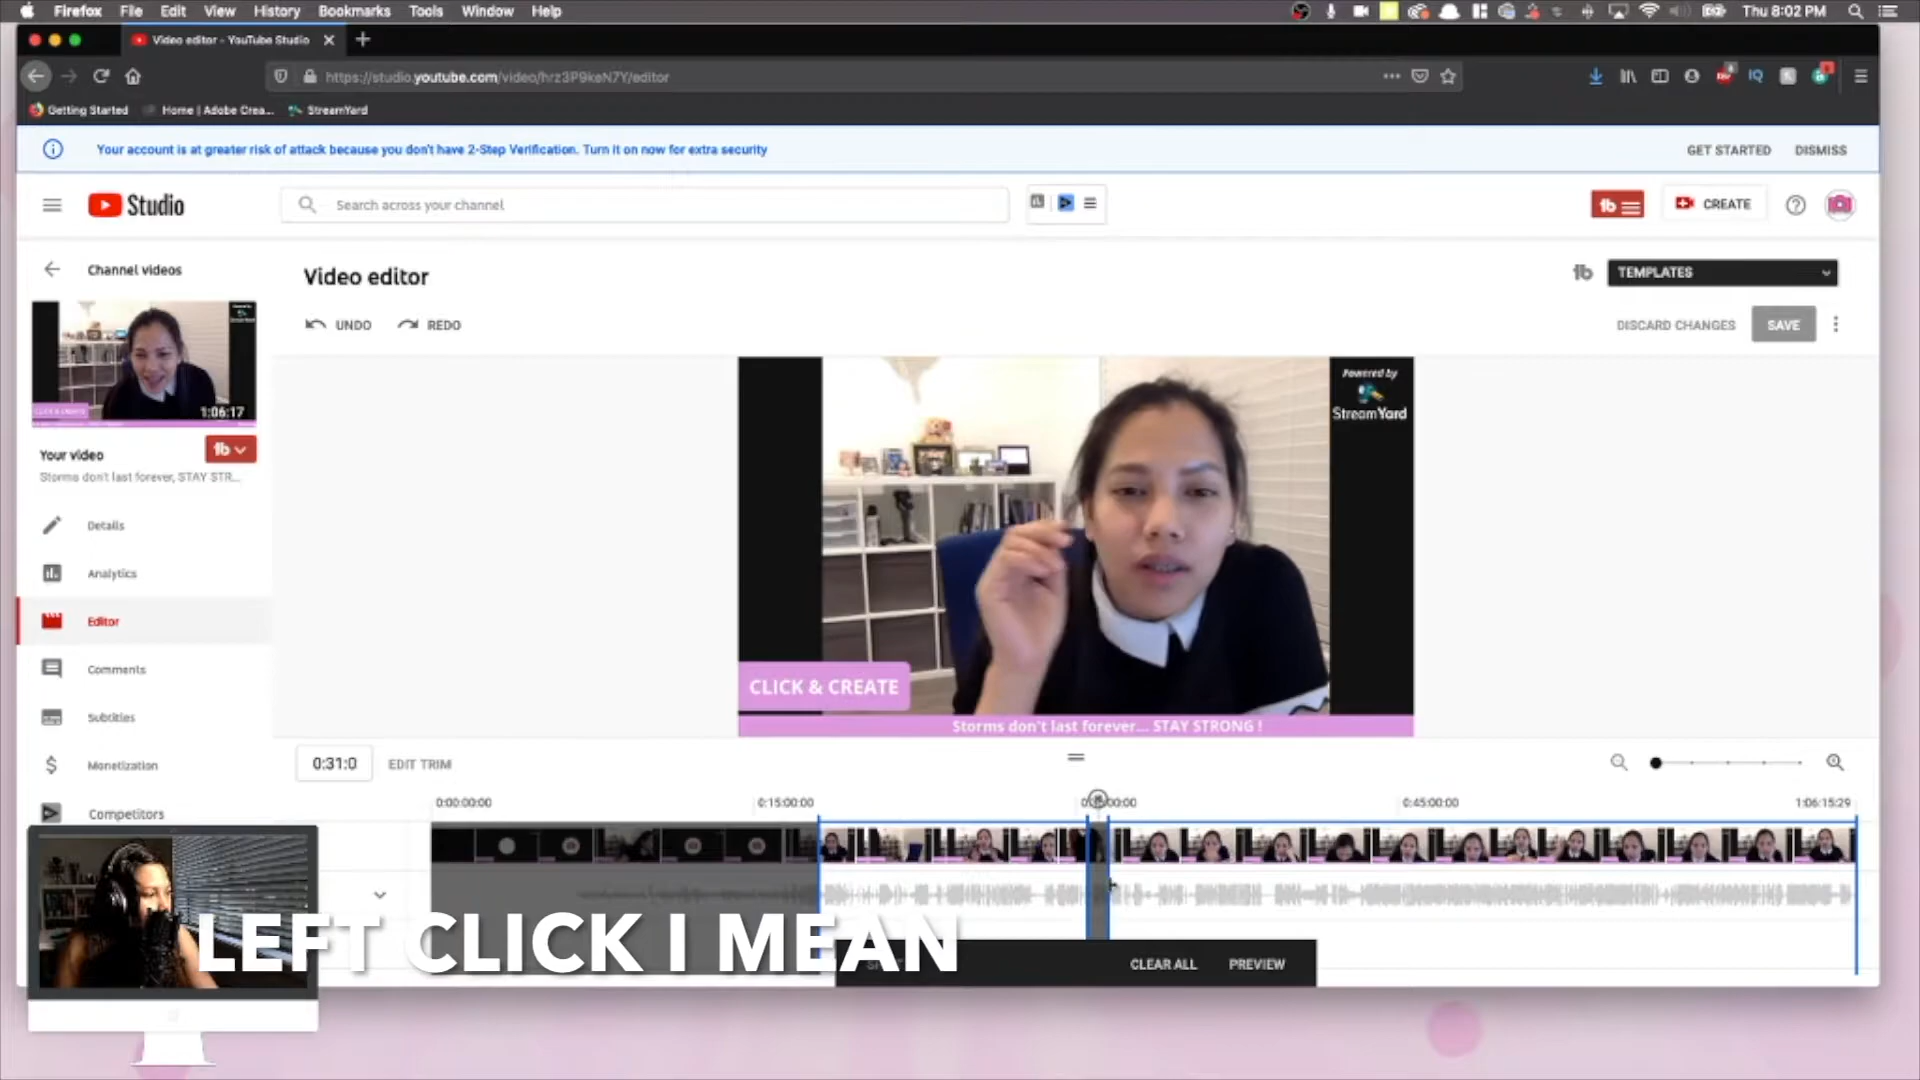 Firefox File Edit View History Bookmarks Tools Window Help Thu 8:02 PM
Video editor - YouTube Studio
https://studio.youtube.com/video/hrz3P9keN7Y/editor
Getting Started Home | Adobe Crea... StreamYard
Your account is at greater risk of attack because you don't have 2-Step Verification. Turn it on now for extra security GET STARTED DISMISS
Studio Search across your channel CREATE
Channel videos
Video editor TEMPLATES
UNDO REDO DISCARD CHANGES SAVE
Powered by
StreamYard
CLICK & CREATE
1:06:17
Your video
Storms don't last forever, STAY STR...
Details
Analytics
Editor
Comments
Subtitles
Monetization
Competitors
CLICK & CREATE
Storms don't last forever... STAY STRONG !
0:31:0 EDIT TRIM
0:00:00:00 0:15:00:00 0:45:00:00 1:06:15:29
LEFT CLICK I MEAN
CLEAR ALL PREVIEW